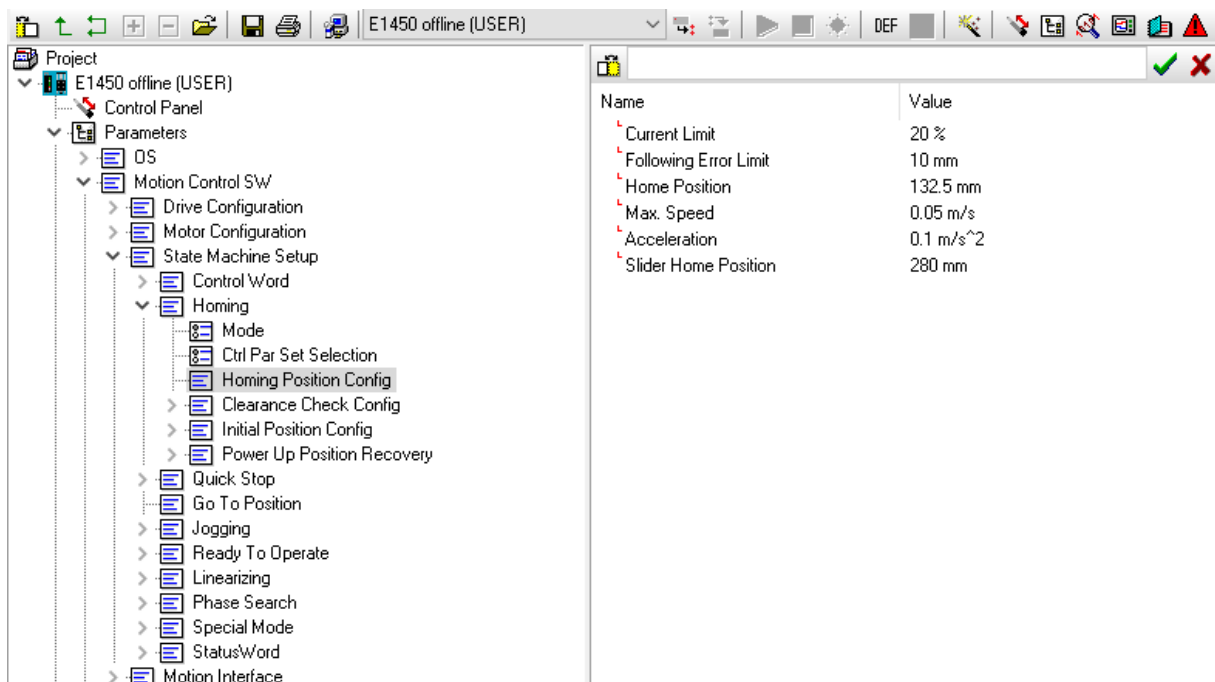 E1450 offline (USER)
DEF
Project
E1450 offline (USER)
Control Panel
Parameters
OS
Motion Control SW
Drive Configuration
Motor Configuration
State Machine Setup
Control Word
Homing
Mode
Ctrl Par Set Selection
Homing Position Config
Clearance Check Config
Initial Position Config
Power Up Position Recovery
Quick Stop
Go To Position
Jogging
Ready To Operate
Linearizing
Phase Search
Special Mode
StatusWord
Motion Interface
Name Value
Current Limit 20 %
Following Error Limit 10 mm
Home Position 132.5 mm
Max. Speed 0.05 m/s
Acceleration 0.1 m/s^2
Slider Home Position 280 mm